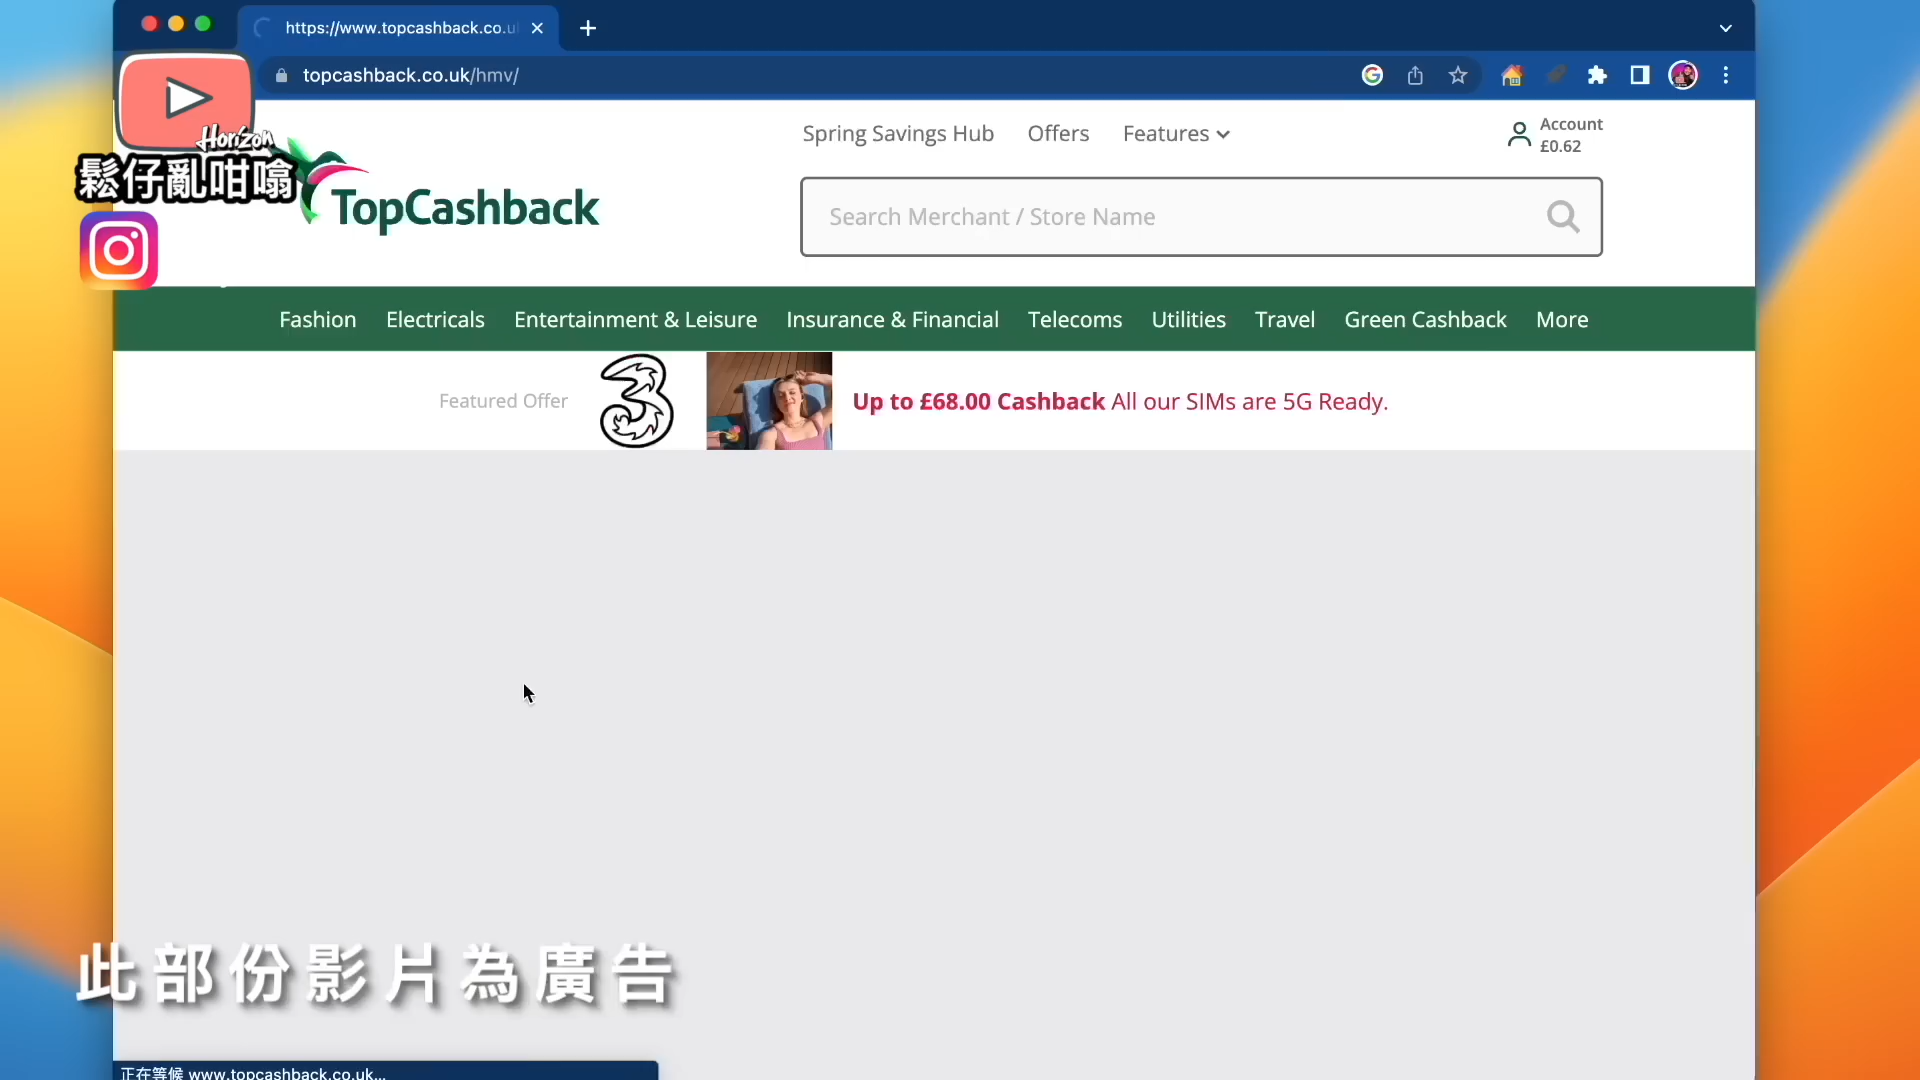 https://www.topcashback.co.u
topcashback.co.uk/hmv/
Horizon
鬆仔亂咁噏
TopCashback
Spring Savings Hub Offers Features
Account
£0.62
Search Merchant / Store Name
Fashion Electricals Entertainment & Leisure Insurance & Financial Telecoms Utilities Travel Green Cashback More
Featured Offer 3 Up to £68.00 Cashback All our SIMs are 5G Ready.
此部份影片為廣告
正在等候 www.topcashback.co.uk...